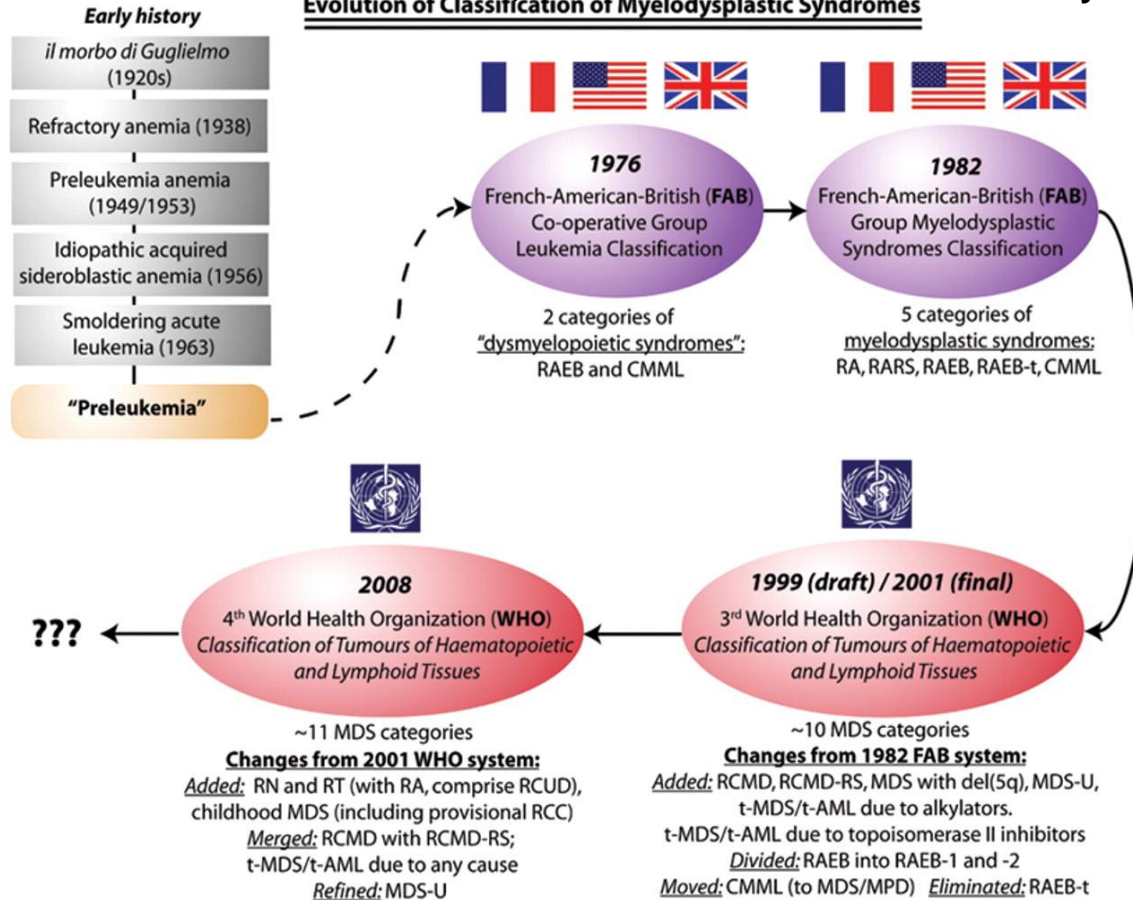 Evolution of Classification of Myelodysplastic Syndromes
Early history
il morbo di Guglielmo
(1920s)
Refractory anemia (1938)
Preleukemia anemia
(1949/1953)
Idiopathic acquired
sideroblastic anemia (1956)
Smoldering acute
leukemia (1963)
“Preleukemia”
1976
French-American-British (FAB)
Co-operative Group
Leukemia Classification
2 categories of
“dysmyelopoietic syndromes”:
RAEB and CMML
1982
French-American-British (FAB)
Group Myelodysplastic
Syndromes Classification
5 categories of
myelodysplastic syndromes:
RA, RARS, RAEB, RAEB-t, CMML
1999 (draft) / 2001 (final)
3rd World Health Organization (WHO)
Classification of Tumours of Haematopoietic
and Lymphoid Tissues
~10 MDS categories
Changes from 1982 FAB system:
Added: RCMD, RCMD-RS, MDS with del(5q), MDS-U,
t-MDS/t-AML due to alkylators.
t-MDS/t-AML due to topoisomerase II inhibitors
Divided: RAEB into RAEB-1 and -2
Moved: CMML (to MDS/MPD) Eliminated: RAEB-t
2008
4th World Health Organization (WHO)
Classification of Tumours of Haematopoietic
and Lymphoid Tissues
~11 MDS categories
Changes from 2001 WHO system:
Added: RN and RT (with RA, comprise RCUD),
childhood MDS (including provisional RCC)
Merged: RCMD with RCMD-RS;
t-MDS/t-AML due to any cause
Refined: MDS-U
???